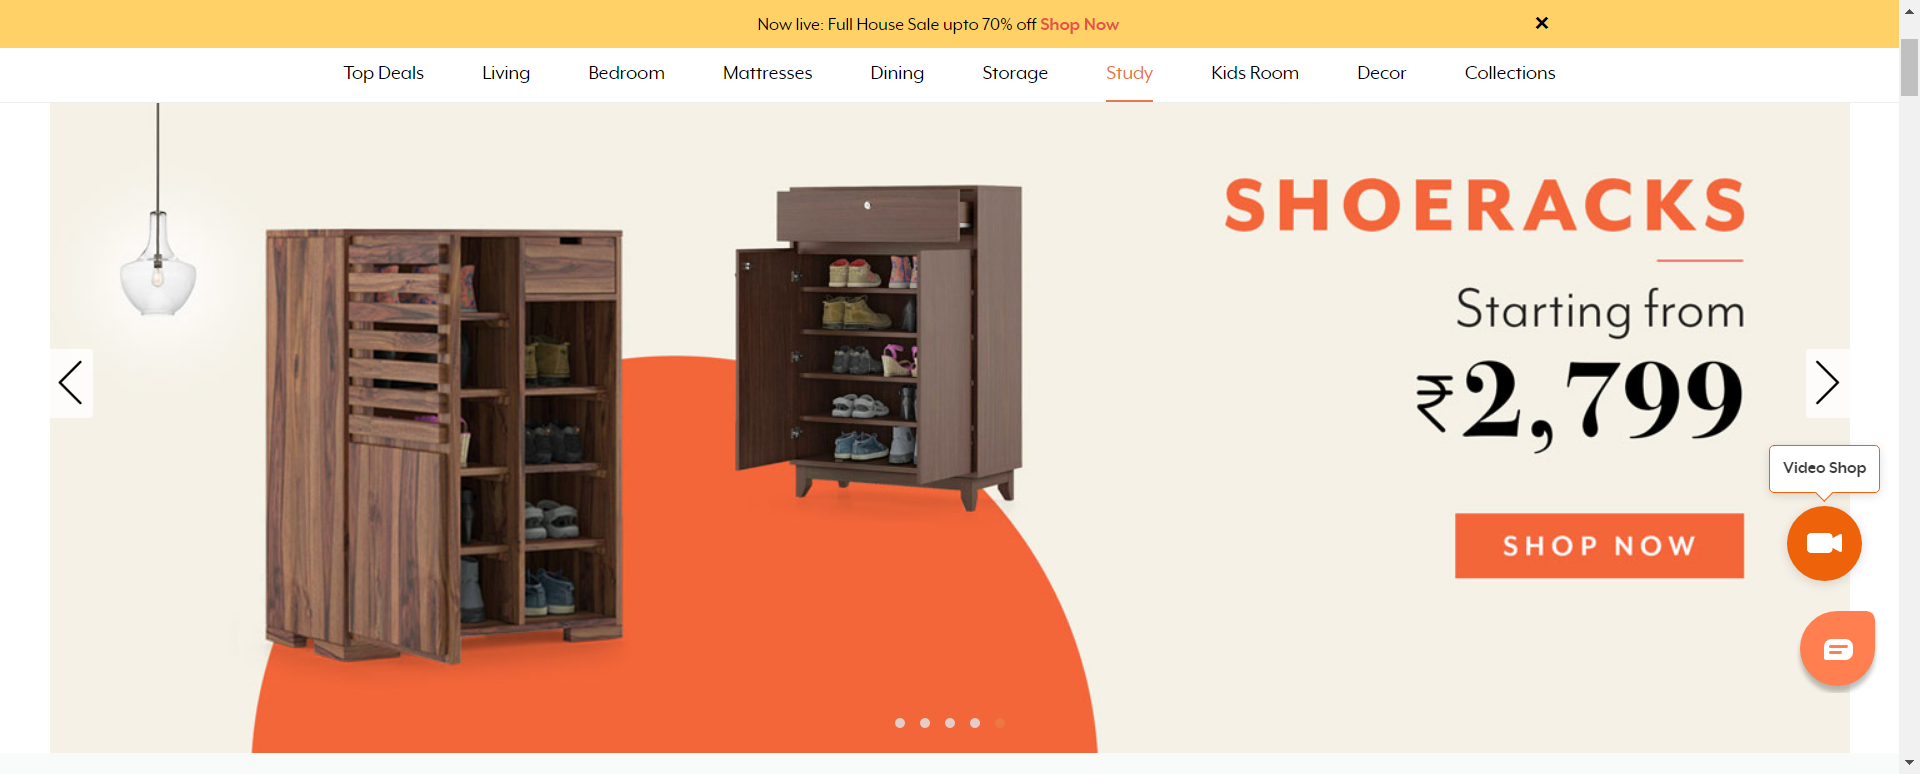 Now live: Full House Sale upto 70% off Shop Now
Top Deals Living Bedroom Mattresses Dining Storage Study Kids Room Decor Collections
SHOERACKS
Starting from
₹2,799
Video Shop
SHOP NOW